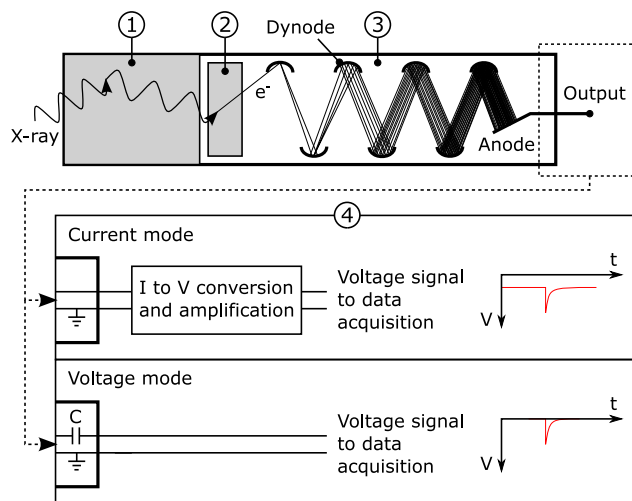 1
2
Dynode
3
X-ray
e-
Anode
Output
4
Current mode
I to V conversion
and amplification
Voltage signal
to data
acquisition
t
V
Voltage mode
C
Voltage signal
to data
acquisition
t
V